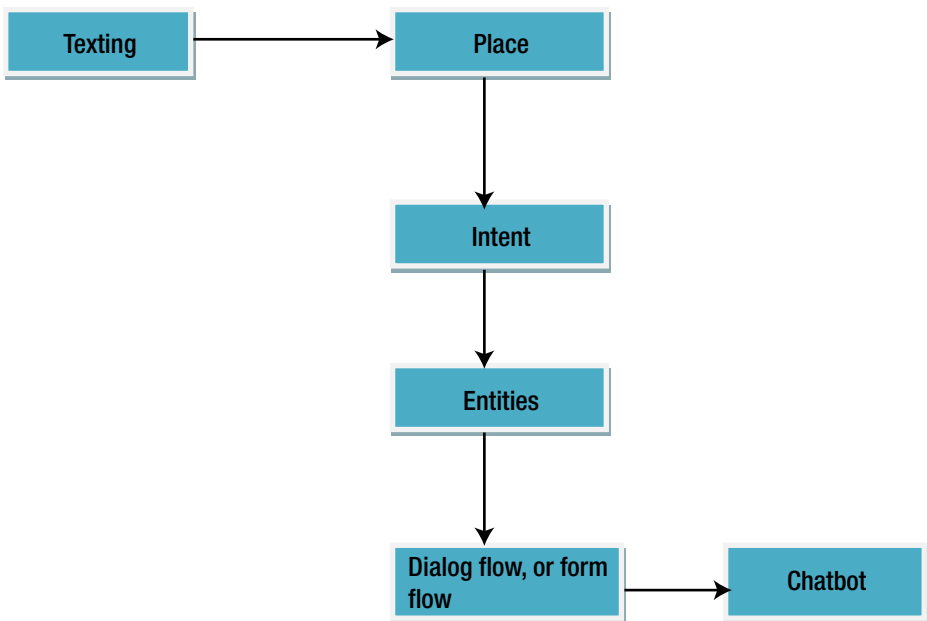 Texting
Place
Intent
Entities
Dialog flow, or form
flow
Chatbot